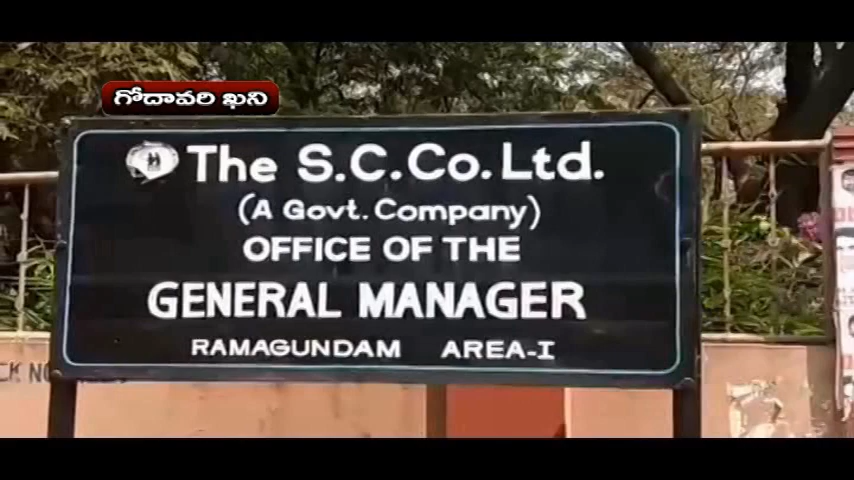 గోదావరి ఖని
The S.C.Co. Ltd.
(A Govt. Company)
OFFICE OF THE
GENERAL MANAGER
RAMAGUNDAM AREA-I